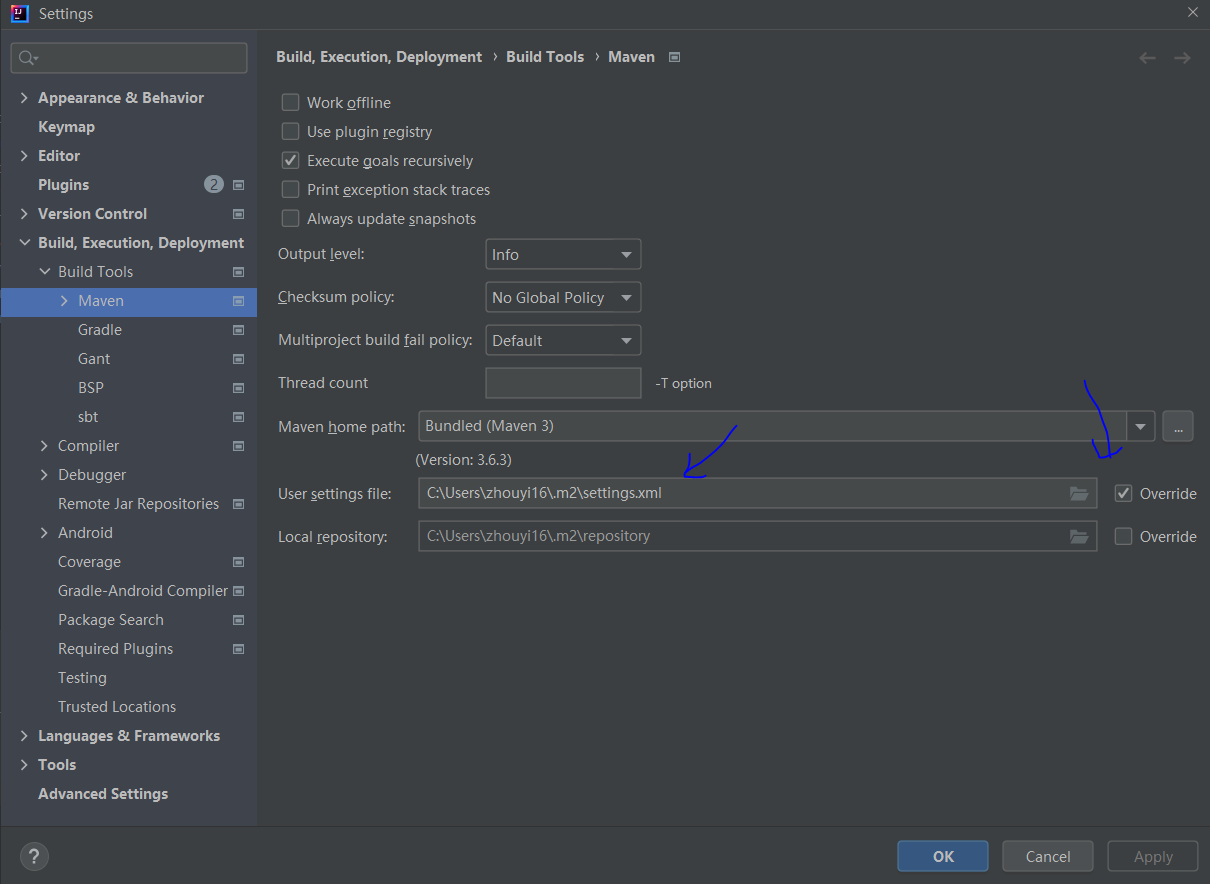 Settings
Build, Execution, Deployment › Build Tools › Maven
Appearance & Behavior
Keymap
Editor
Plugins 2
Version Control
Build, Execution, Deployment
Build Tools
Maven
Gradle
Gant
BSP
sbt
Compiler
Debugger
Remote Jar Repositories
Android
Coverage
Gradle-Android Compiler
Package Search
Required Plugins
Testing
Trusted Locations
Languages & Frameworks
Tools
Advanced Settings
Work offline
Use plugin registry
Execute goals recursively
Print exception stack traces
Always update snapshots
Output level: Info
Checksum policy: No Global Policy
Multiproject build fail policy: Default
Thread count -T option
Maven home path: Bundled (Maven 3) ...
(Version: 3.6.3)
User settings file: C:\Users\zhouyi16\.m2\settings.xml Override
Local repository: C:\Users\zhouyi16\.m2\repository Override
? OK Cancel Apply